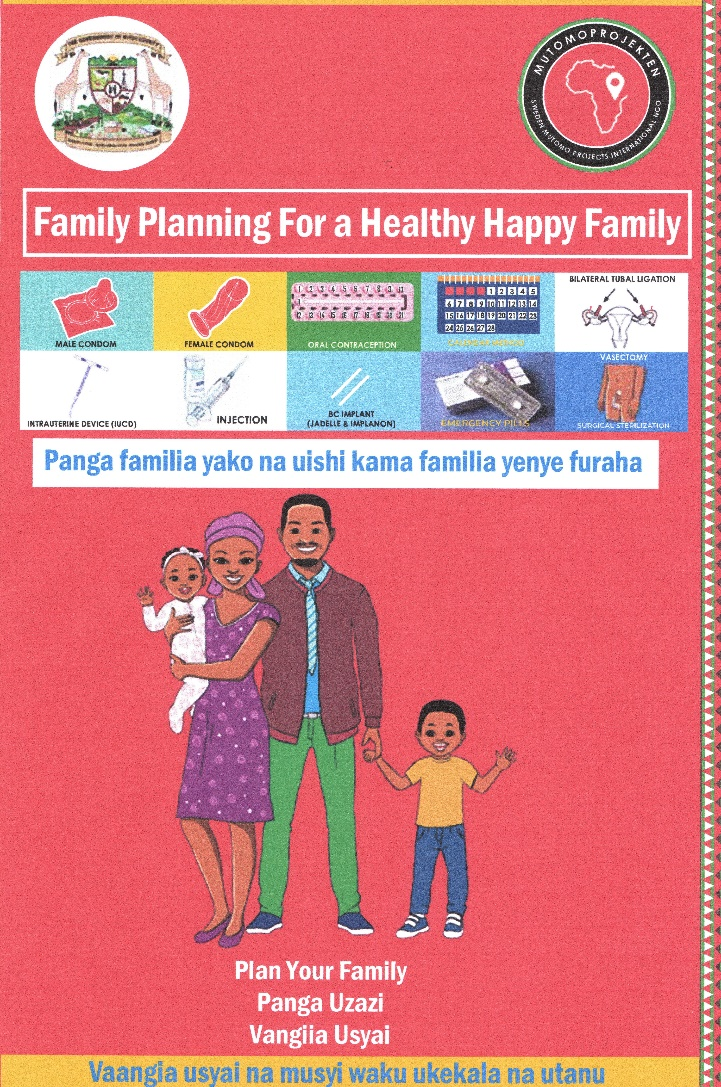 MUTOMOPROJEKTEN
SWEDEN MUTOMO PROJECTS INTERNATIONAL NGO
Family Planning For a Healthy Happy Family
MALE CONDOM
FEMALE CONDOM
ORAL CONTRACEPTION
BILATERAL TUBAL LIGATION
INTRAUTERINE DEVICE (IUCD)
INJECTION
BC IMPLANT
(JADELLE & IMPLANON)
EMERGENCY PILLS
VASECTOMY
SURGICAL STERILIZATION
Panga familia yako na uishi kama familia yenye furaha
Plan Your Family
Panga Uzazi
Vangiia Usyai
Vaangia usyai na musyi waku ukekala na utanu